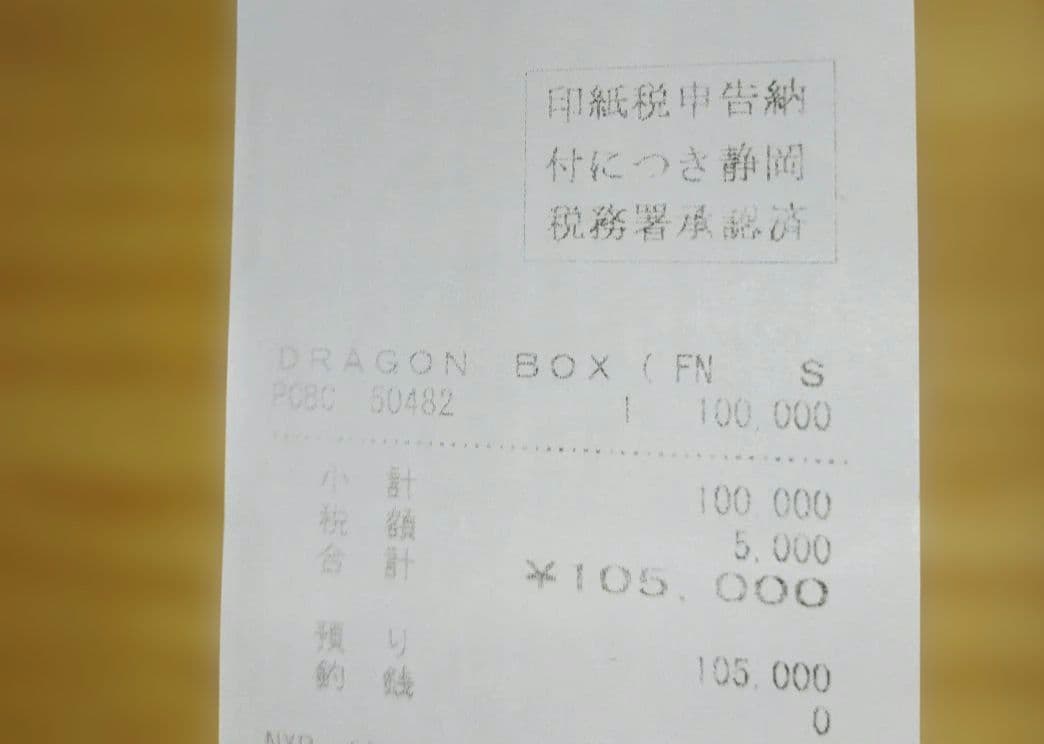 印紙税申告納
付につき静岡
税務署承認済
DRAGON BOX ( FN S
PCBC 50482 1 100,000
小計 100,000
税額 5,000
合計 ¥105,000
預り 105,000
釣銭 0